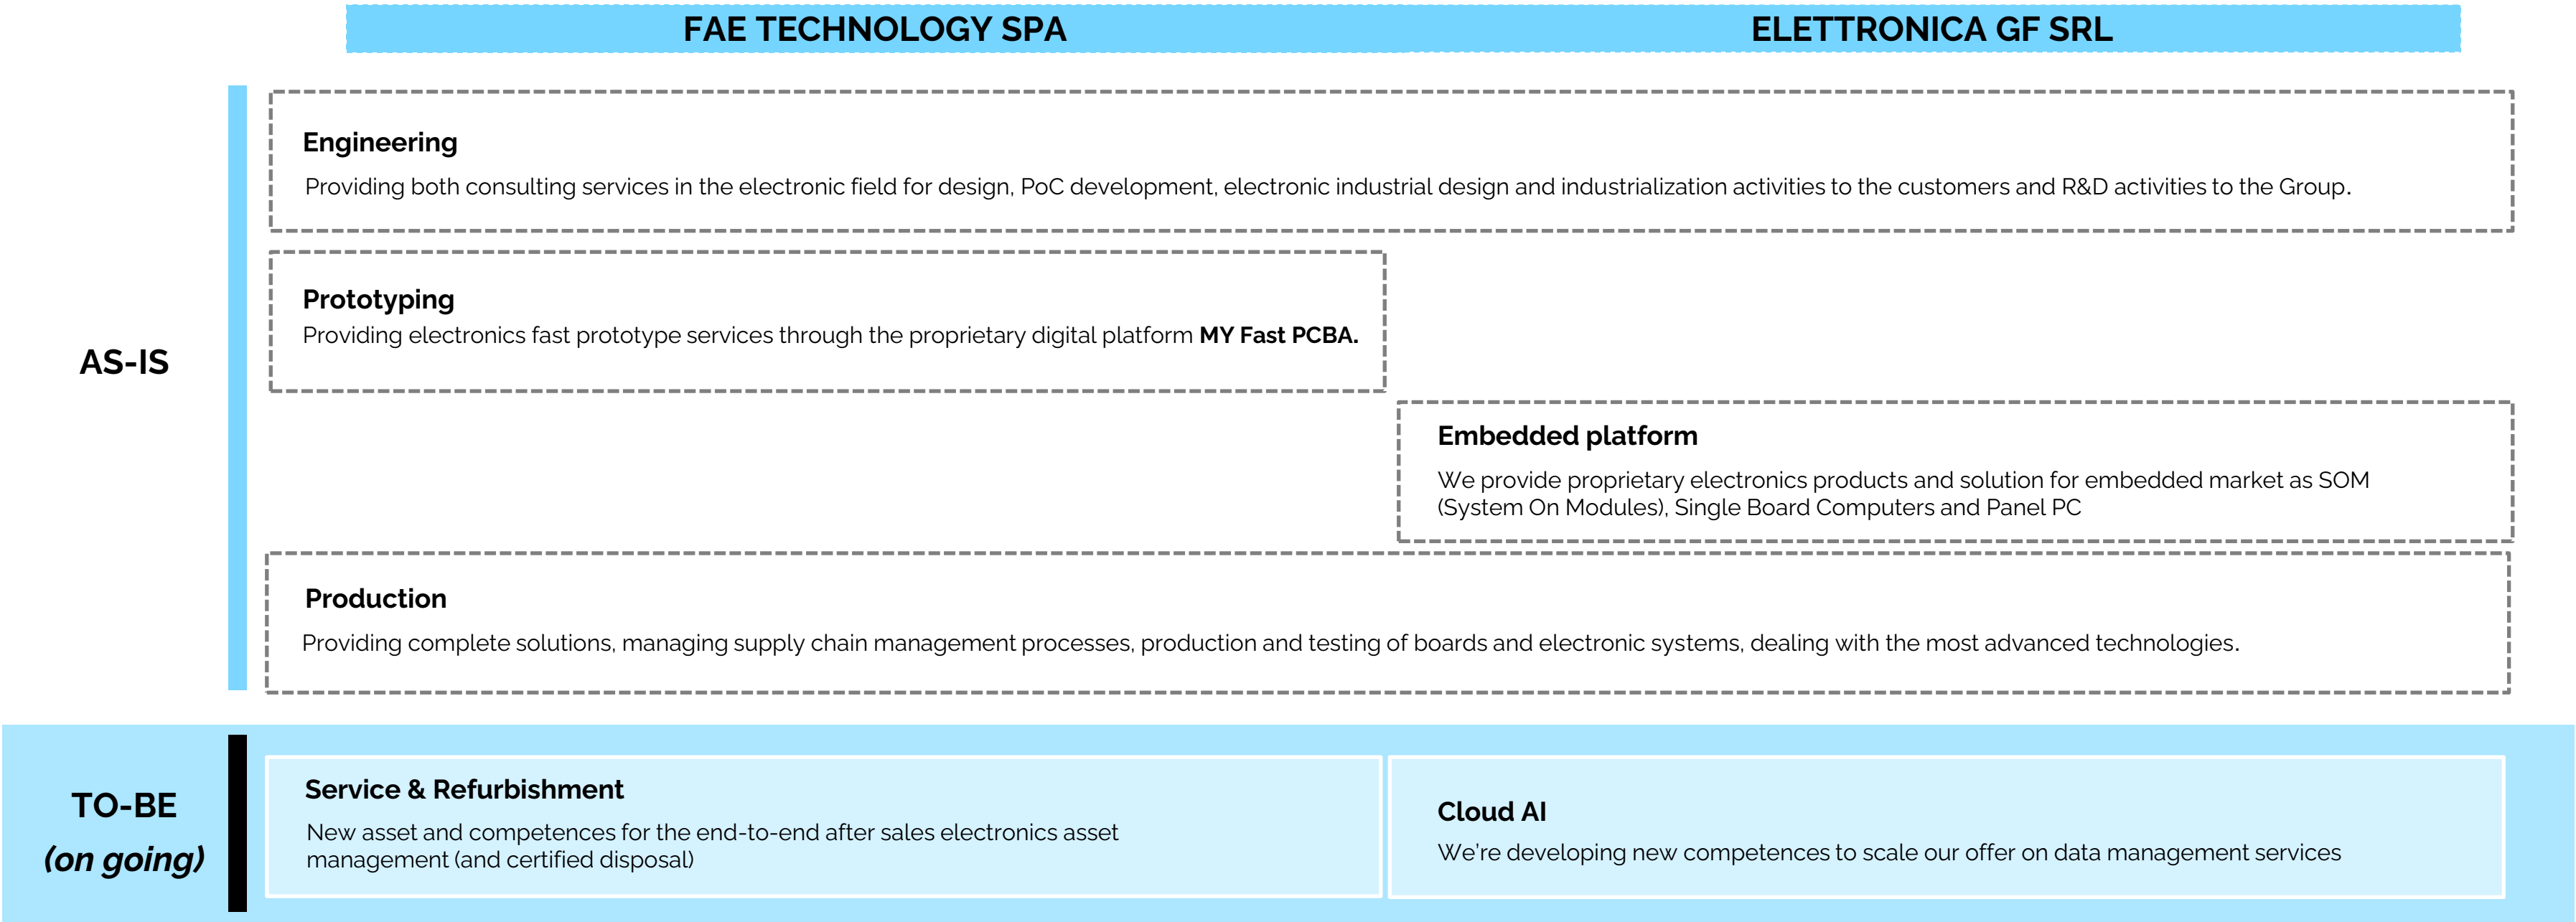 FAE TECHNOLOGY SPA
ELETTRONICA GF SRL
AS-IS
Engineering
Providing both consulting services in the electronic field for design, PoC development, electronic industrial design and industrialization activities to the customers and R&D activities to the Group.
Prototyping
Providing electronics fast prototype services through the proprietary digital platform MY Fast PCBA.
Embedded platform
We provide proprietary electronics products and solution for embedded market as SOM
(System On Modules), Single Board Computers and Panel PC
Production
Providing complete solutions, managing supply chain management processes, production and testing of boards and electronic systems, dealing with the most advanced technologies.
TO-BE
(on going)
Service & Refurbishment
New asset and competences for the end-to-end after sales electronics asset
management (and certified disposal)
Cloud AI
We’re developing new competences to scale our offer on data management services